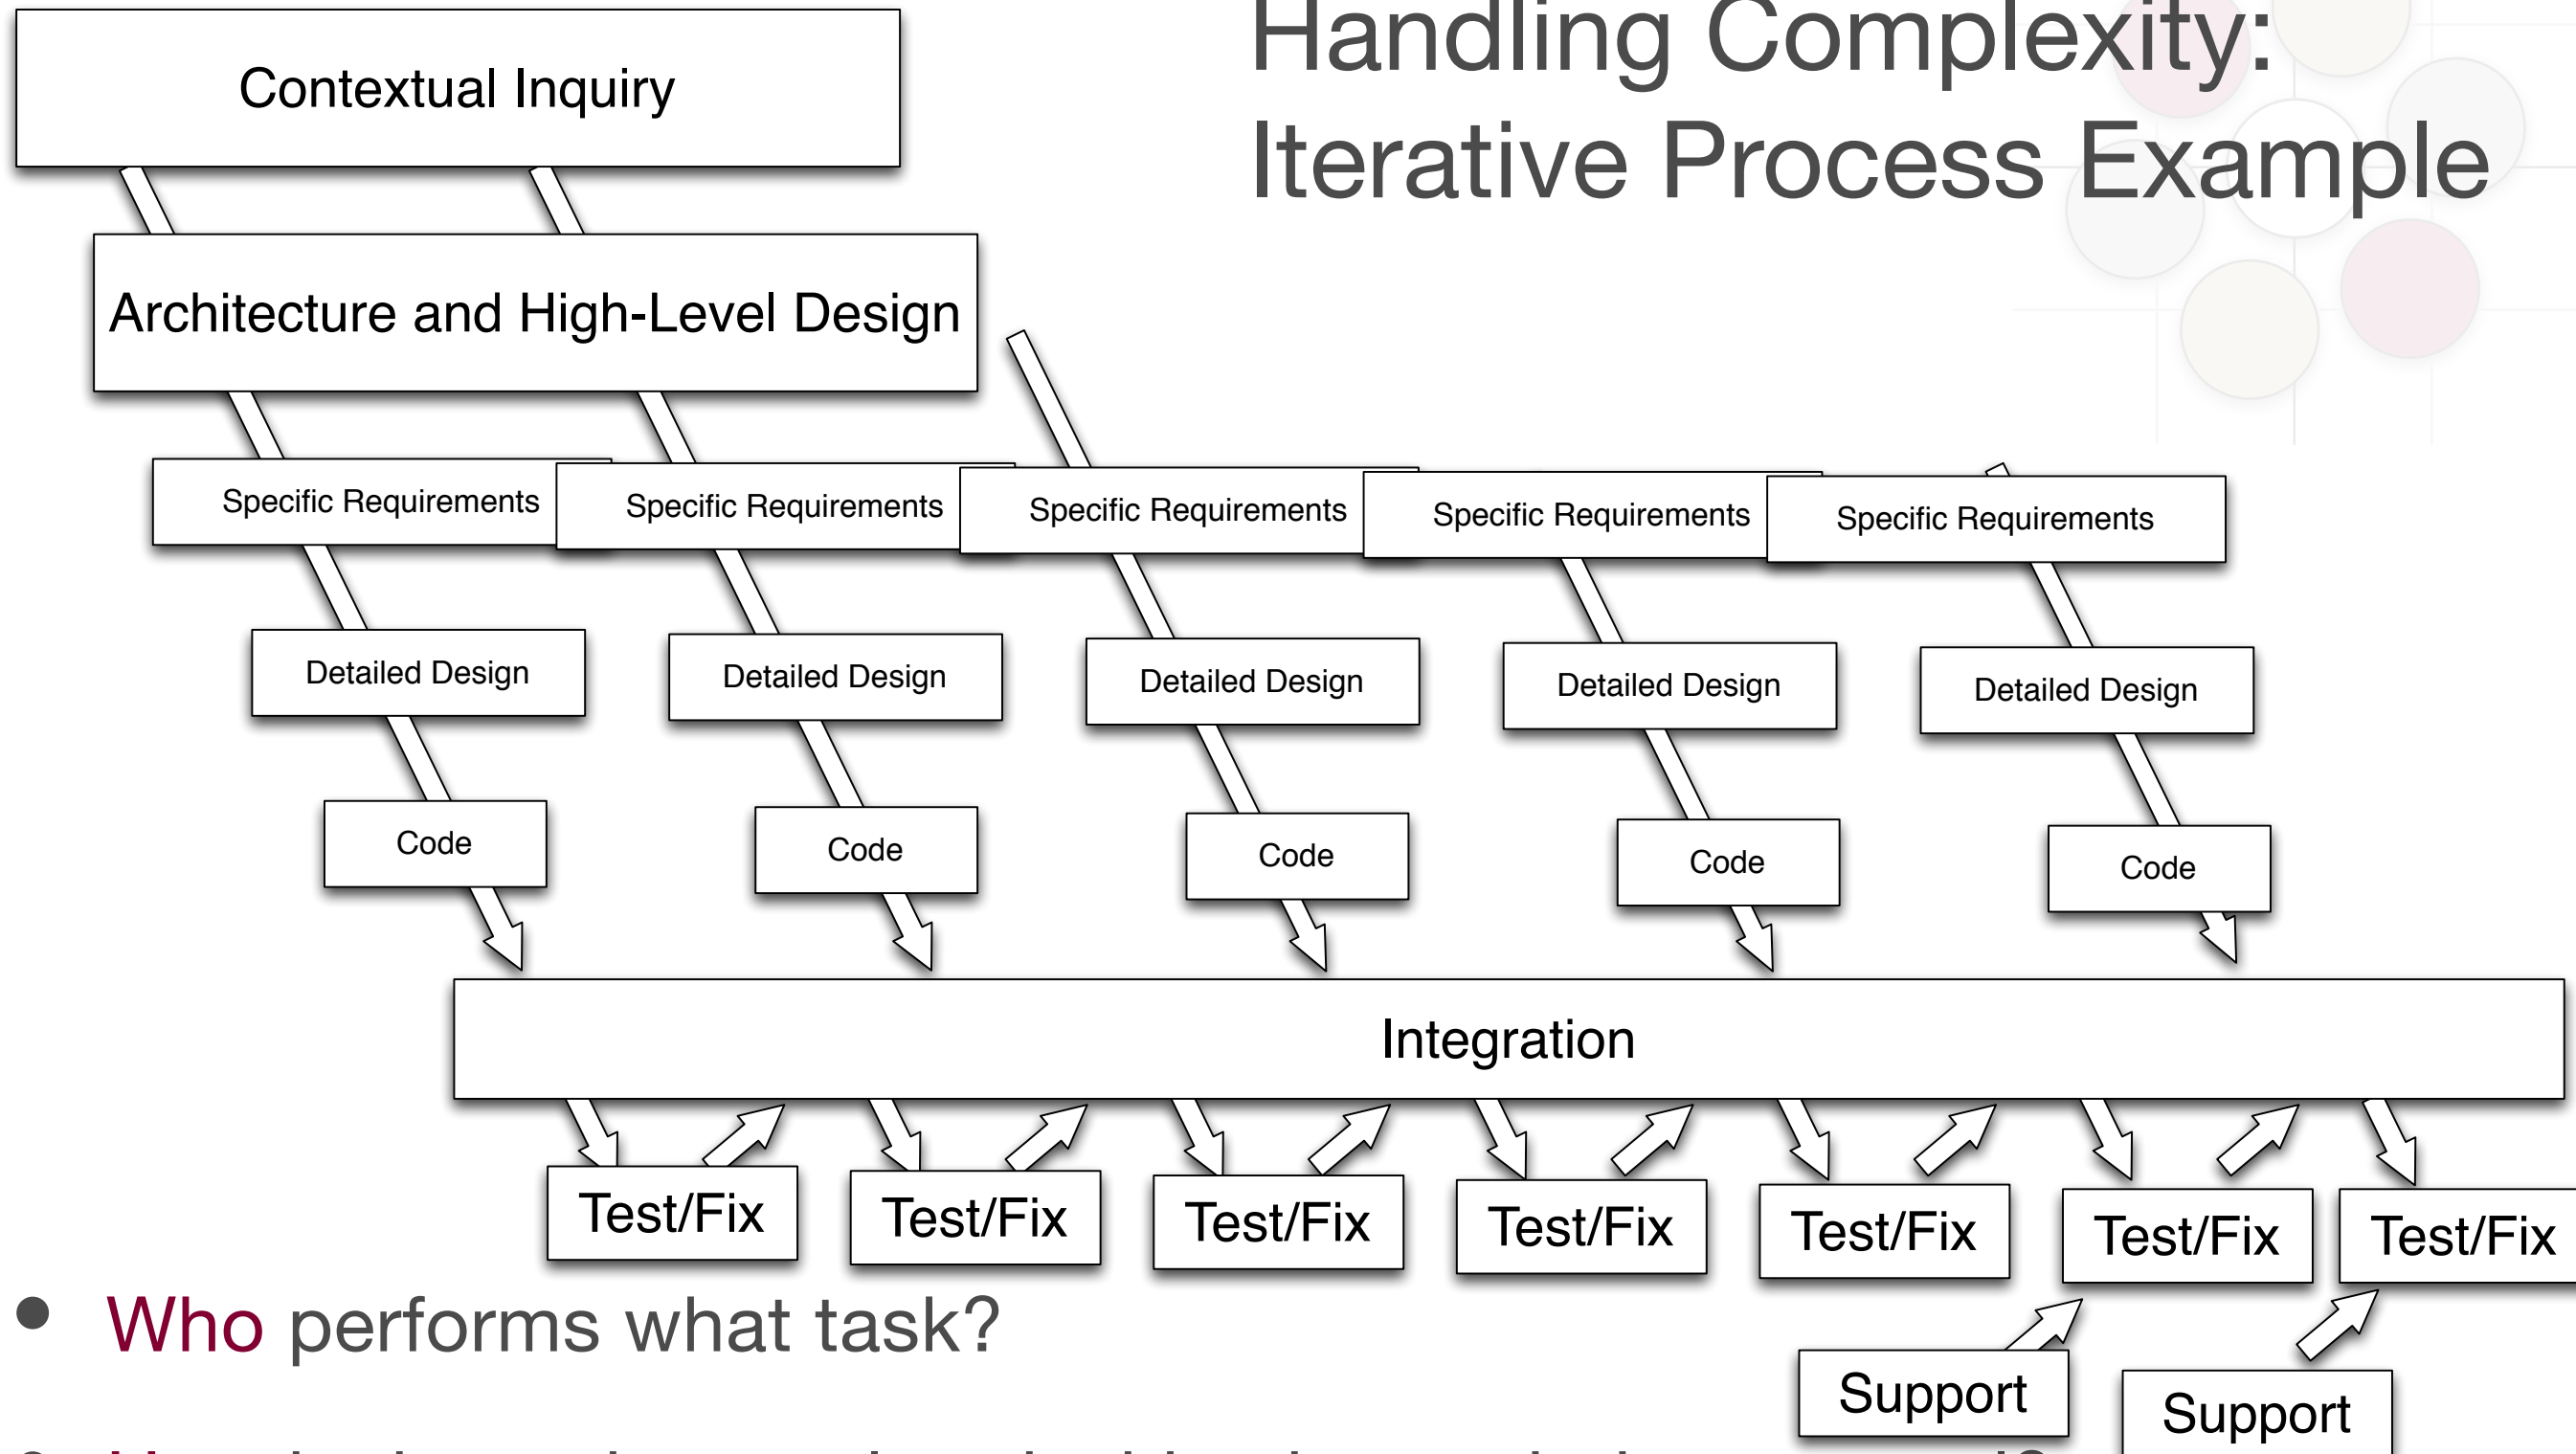 Handling Complexity:
Iterative Process Example
Contextual Inquiry
Architecture and High-Level Design
Specific Requirements
Specific Requirements
Specific Requirements
Specific Requirements
Specific Requirements
Detailed Design
Detailed Design
Detailed Design
Detailed Design
Detailed Design
Code
Code
Code
Code
Code
Integration
Test/Fix
Test/Fix
Test/Fix
Test/Fix
Test/Fix
Test/Fix
Test/Fix
• Who performs what task?
Support
Support